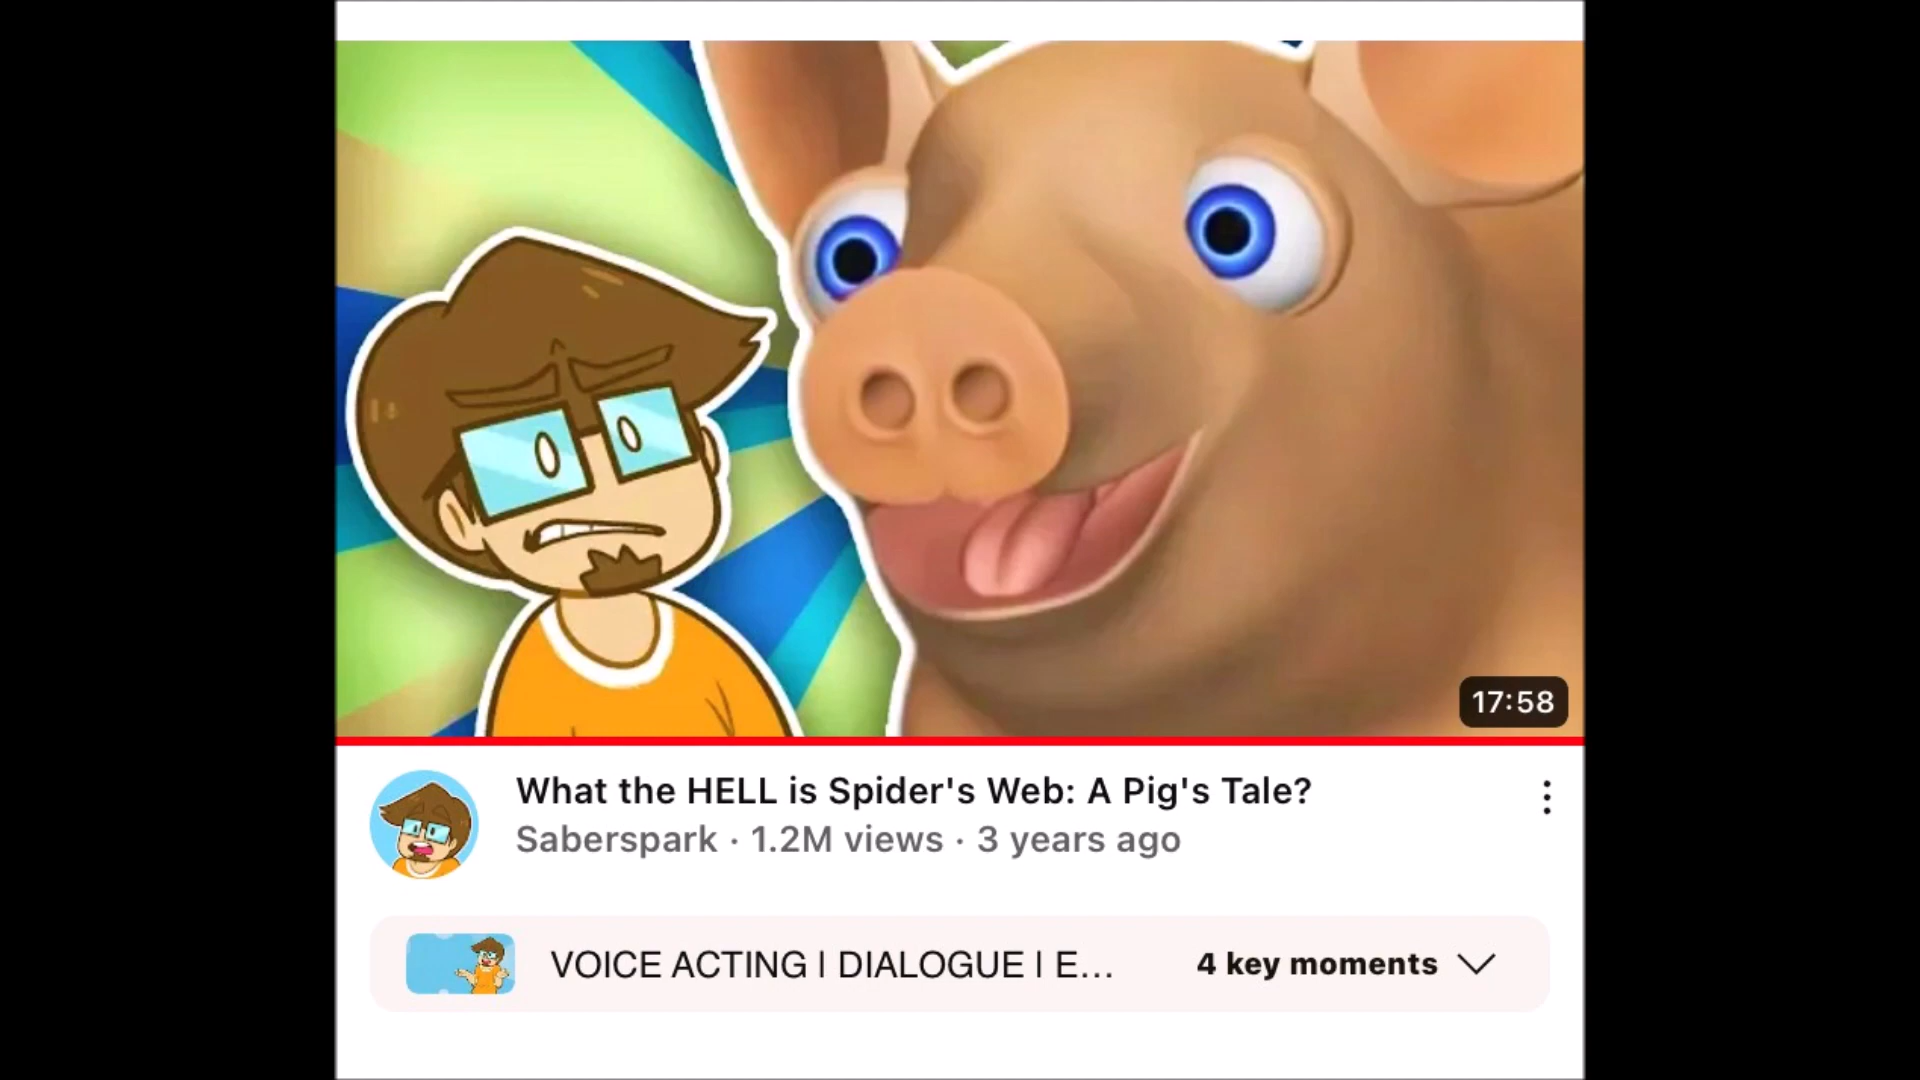 17:58
What the HELL is Spider's Web: A Pig's Tale?
Saberspark · 1.2M views · 3 years ago
VOICE ACTING | DIALOGUE | E... 4 key moments